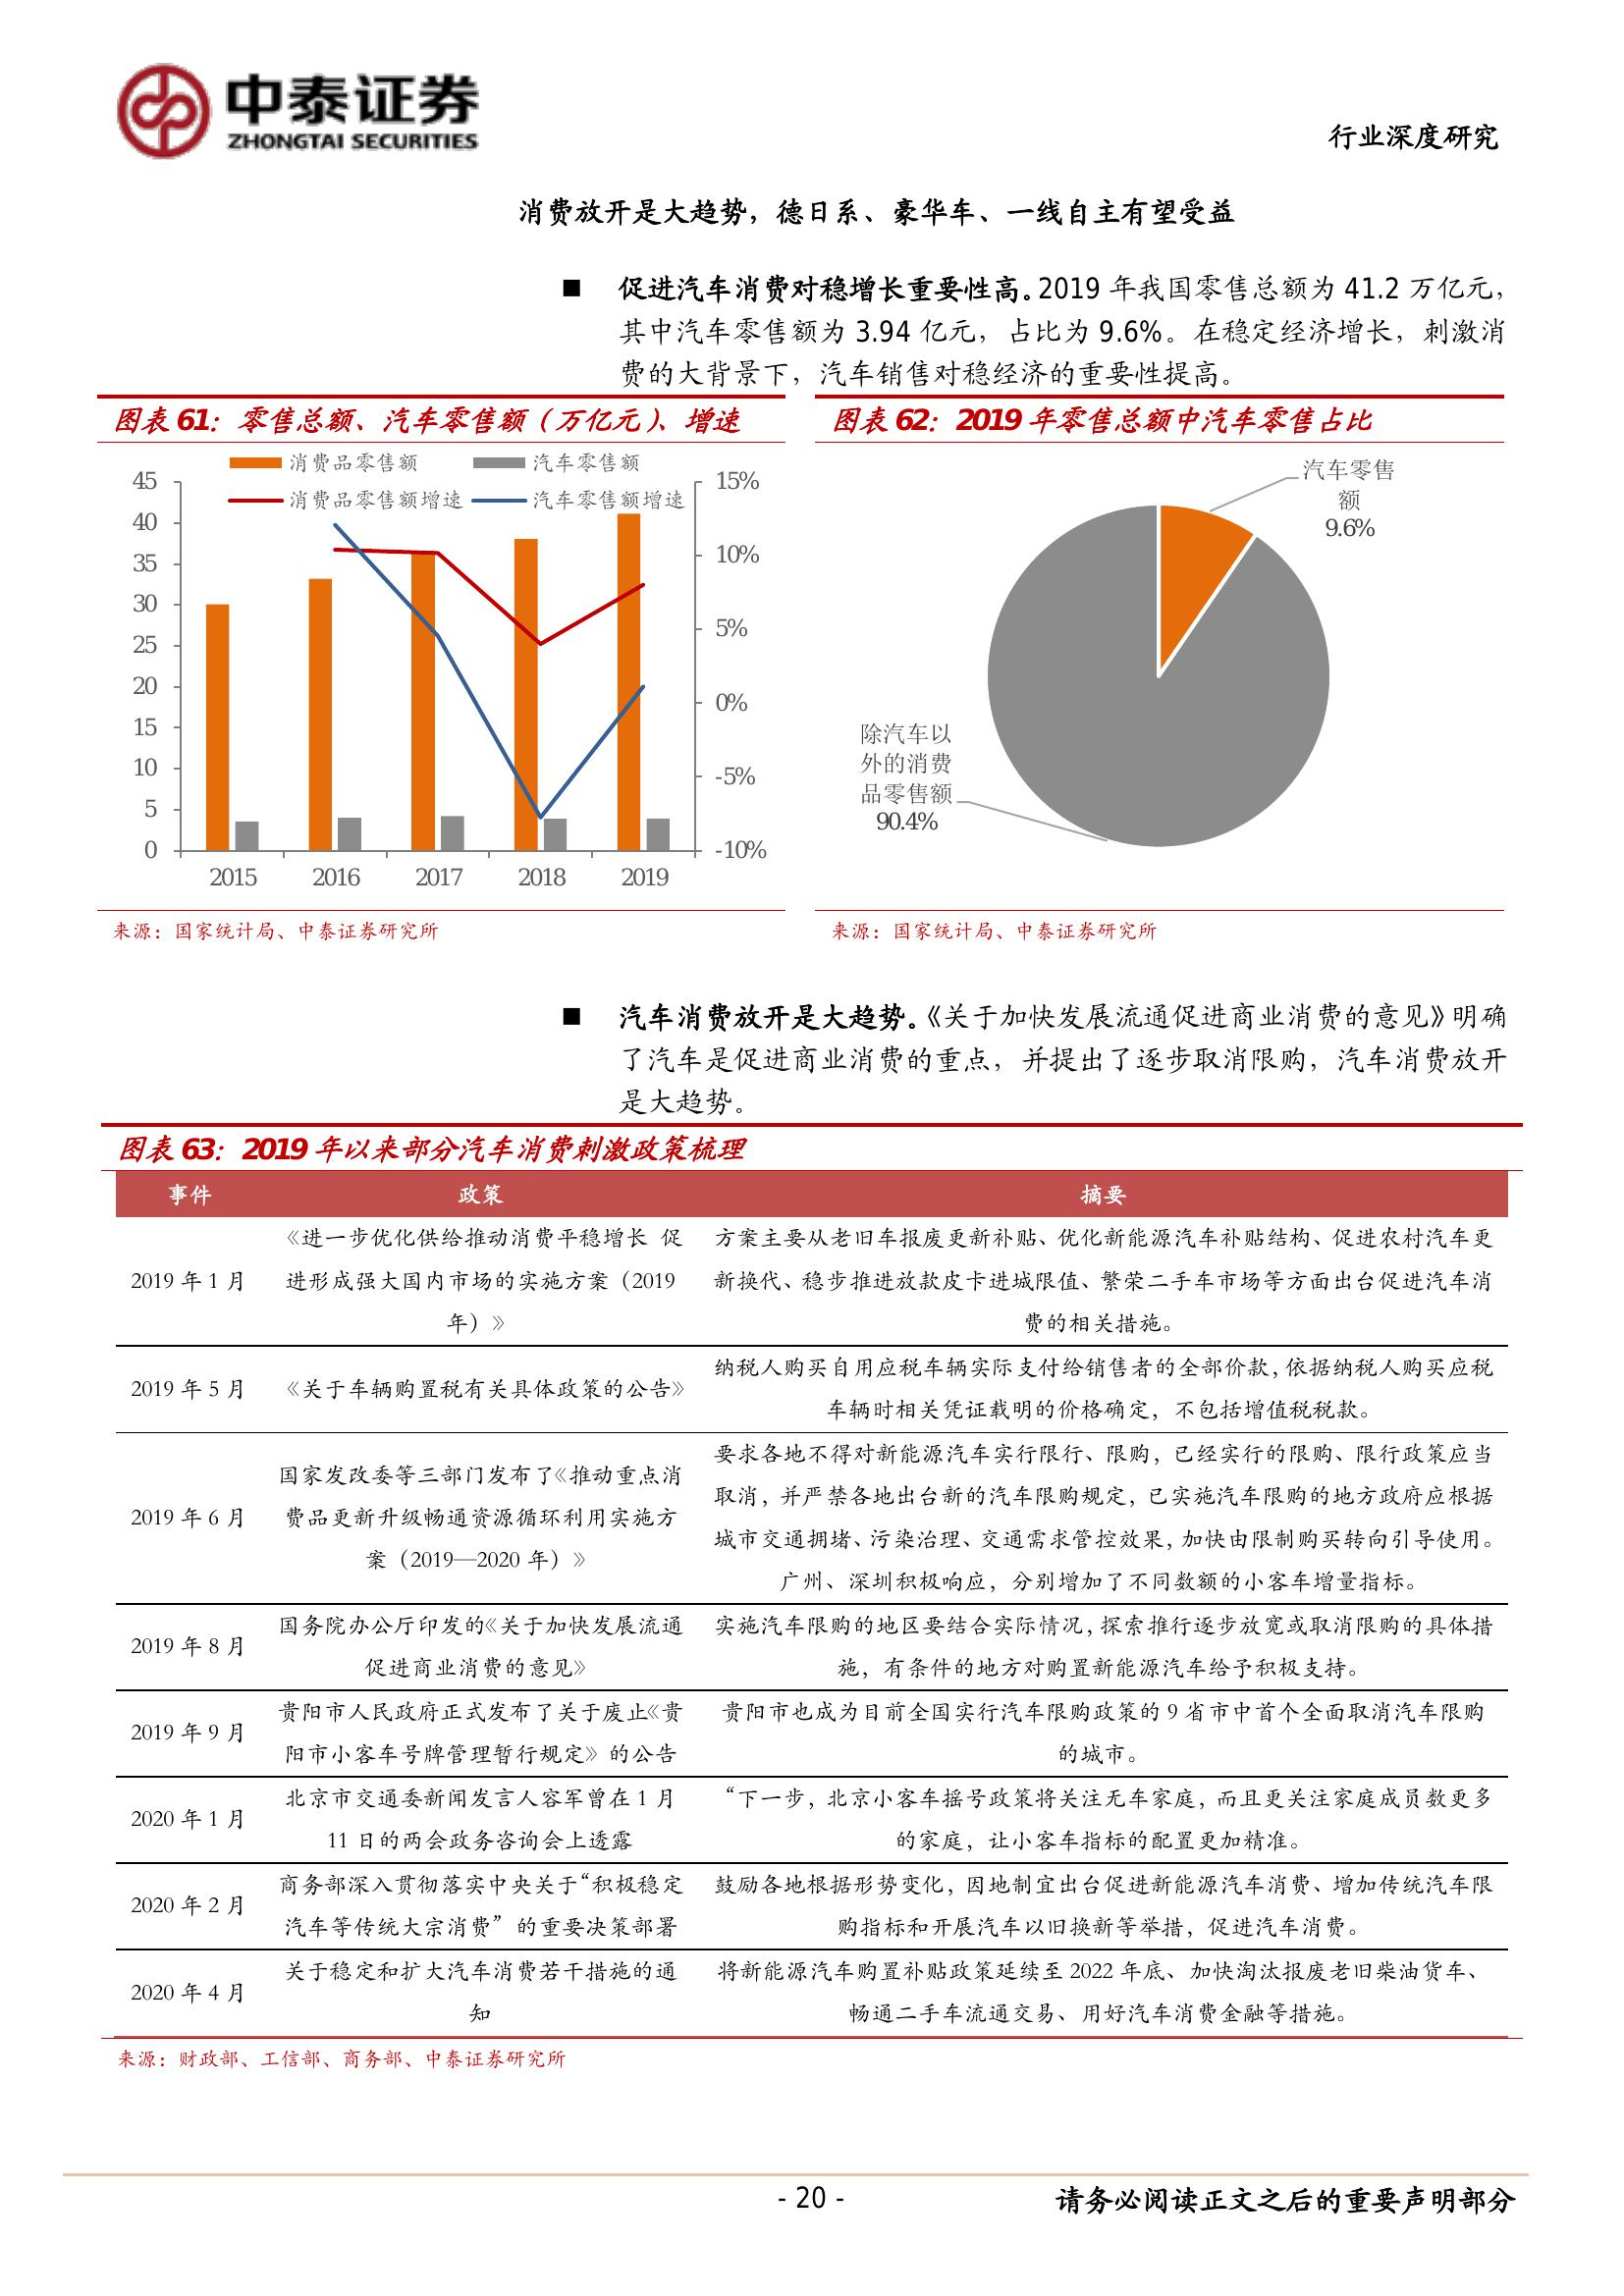 中泰证券
ZHONGTAI SECURITIES
行业深度研究
消费放开是大趋势，德日系、豪华车、一线自主有望受益
■ 促进汽车消费对稳增长重要性高。2019 年我国零售总额为 41.2 万亿元，
其中汽车零售额为 3.94 亿元，占比为 9.6%。在稳定经济增长，刺激消
费的大背景下，汽车销售对稳经济的重要性提高。
图表 61：零售总额、汽车零售额（万亿元）、增速
消费品零售额 汽车零售额
消费品零售额增速 汽车零售额增速
45
40
35
30
25
20
15
10
5
0
15%
10%
5%
0%
-5%
-10%
2015 2016 2017 2018 2019
来源：国家统计局、中泰证券研究所
图表 62：2019 年零售总额中汽车零售占比
汽车零售
额
9.6%
除汽车以
外的消费
品零售额
90.4%
来源：国家统计局、中泰证券研究所
■ 汽车消费放开是大趋势。《关于加快发展流通促进商业消费的意见》明确
了汽车是促进商业消费的重点，并提出了逐步取消限购，汽车消费放开
是大趋势。
图表 63：2019 年以来部分汽车消费刺激政策梳理
事件 政策 摘要
2019 年 1 月
《进一步优化供给推动消费平稳增长 促
进形成强大国内市场的实施方案（2019
年）》
方案主要从老旧车报废更新补贴、优化新能源汽车补贴结构、促进农村汽车更
新换代、稳步推进放款皮卡进城限值、繁荣二手车市场等方面出台促进汽车消
费的相关措施。
2019 年 5 月
《关于车辆购置税有关具体政策的公告》
纳税人购买自用应税车辆实际支付给销售者的全部价款，依据纳税人购买应税
车辆时相关凭证载明的价格确定，不包括增值税税款。
2019 年 6 月
国家发改委等三部门发布了《推动重点消
费品更新升级畅通资源循环利用实施方
案（2019—2020 年）》
要求各地不得对新能源汽车实行限行、限购，已经实行的限购、限行政策应当
取消，并严禁各地出台新的汽车限购规定，已实施汽车限购的地方政府应根据
城市交通拥堵、污染治理、交通需求管控效果，加快由限制购买转向引导使用。
广州、深圳积极响应，分别增加了不同数额的小客车增量指标。
2019 年 8 月
国务院办公厅印发的《关于加快发展流通
促进商业消费的意见》
实施汽车限购的地区要结合实际情况，探索推行逐步放宽或取消限购的具体措
施，有条件的地方对购置新能源汽车给予积极支持。
2019 年 9 月
贵阳市人民政府正式发布了关于废止《贵
阳市小客车号牌管理暂行规定》的公告
贵阳市也成为目前全国实行汽车限购政策的 9 省市中首个全面取消汽车限购
的城市。
2020 年 1 月
北京市交通委新闻发言人容军曾在 1 月
11 日的两会政务咨询会上透露
“下一步，北京小客车摇号政策将关注无车家庭，而且更关注家庭成员数更多
的家庭，让小客车指标的配置更加精准。
2020 年 2 月
商务部深入贯彻落实中央关于“积极稳定
汽车等传统大宗消费”的重要决策部署
鼓励各地根据形势变化，因地制宜出台促进新能源汽车消费、增加传统汽车限
购指标和开展汽车以旧换新等举措，促进汽车消费。
2020 年 4 月
关于稳定和扩大汽车消费若干措施的通
知
将新能源汽车购置补贴政策延续至 2022 年底、加快淘汰报废老旧柴油货车、
畅通二手车流通交易、用好汽车消费金融等措施。
来源：财政部、工信部、商务部、中泰证券研究所
- 20 -
请务必阅读正文之后的重要声明部分